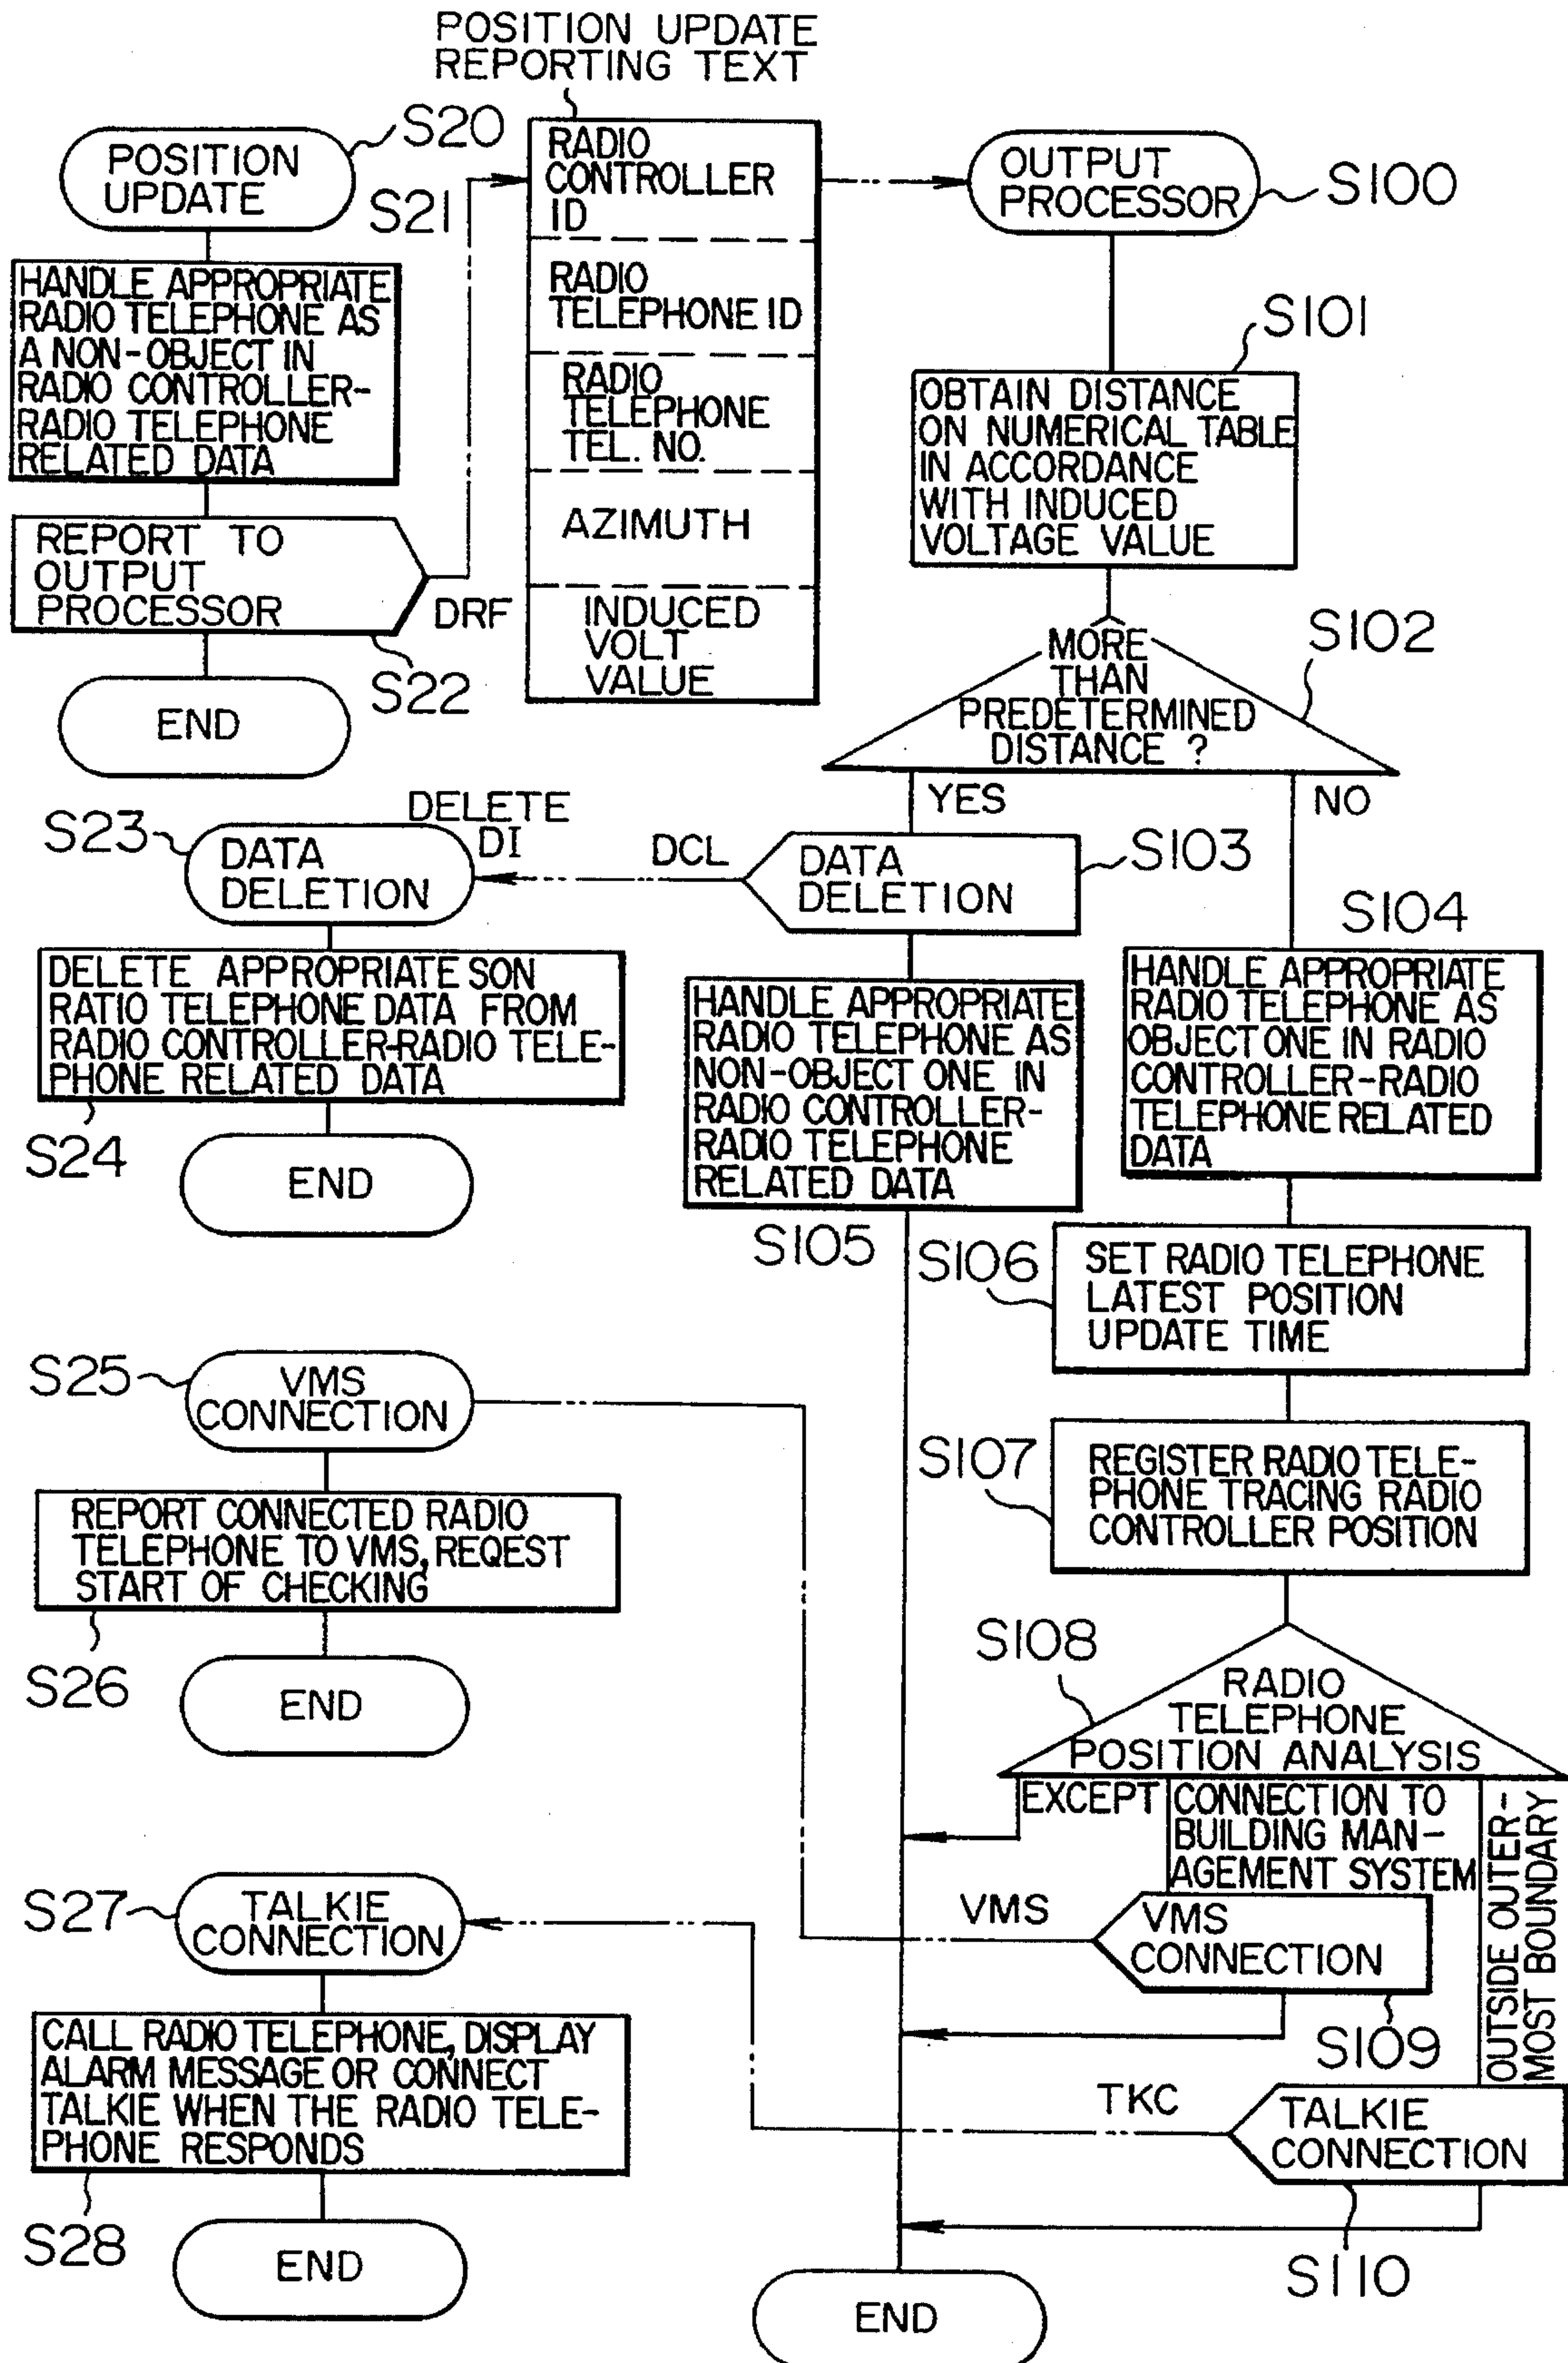 POSITION UPDATE
REPORTING TEXT
S20
POSITION
UPDATE
S21
HANDLE APPROPRIATE
RADIO TELEPHONE AS
A NON-OBJECT IN
RADIO CONTROLLER-
RADIO TELEPHONE
RELATED DATA
REPORT TO
OUTPUT
PROCESSOR
DRF
S22
END
RADIO
CONTROLLER
ID
RADIO
TELEPHONE ID
RADIO
TELEPHONE
TEL. NO.
AZIMUTH
INDUCED
VOLT
VALUE
OUTPUT
PROCESSOR
S100
S101
OBTAIN DISTANCE
ON NUMERICAL TABLE
IN ACCORDANCE
WITH INDUCED
VOLTAGE VALUE
S102
MORE
THAN
PREDETERMINED
DISTANCE ?
YES
NO
S23
DATA
DELETION
DELETE
DI
DCL
DATA
DELETION
S103
DELETE APPROPRIATE SON
RATIO TELEPHONE DATA FROM
RADIO CONTROLLER-RADIO TELE-
PHONE RELATED DATA
S24
END
HANDLE APPROPRIATE
RADIO TELEPHONE AS
NON-OBJECT ONE IN
RADIO CONTROLLER-
RADIO TELEPHONE
RELATED DATA
S105
S104
HANDLE APPROPRIATE
RADIO TELEPHONE AS
OBJECT ONE IN RADIO
CONTROLLER-RADIO
TELEPHONE RELATED
DATA
S106
SET RADIO TELEPHONE
LATEST POSITION
UPDATE TIME
S107
REGISTER RADIO TELE-
PHONE TRACING RADIO
CONTROLLER POSITION
S25
VMS
CONNECTION
REPORT CONNECTED RADIO
TELEPHONE TO VMS, REQEST
START OF CHECKING
S26
END
S108
RADIO
TELEPHONE
POSITION ANALYSIS
EXCEPT
CONNECTION TO
BUILDING MAN-
AGEMENT SYSTEM
OUTSIDE OUTER-
MOST BOUNDARY
VMS
VMS
CONNECTION
S109
S27
TALKIE
CONNECTION
CALL RADIO TELEPHONE, DISPLAY
ALARM MESSAGE OR CONNECT
TALKIE WHEN THE RADIO TELE-
PHONE RESPONDS
S28
END
TKC
TALKIE
CONNECTION
S110
END